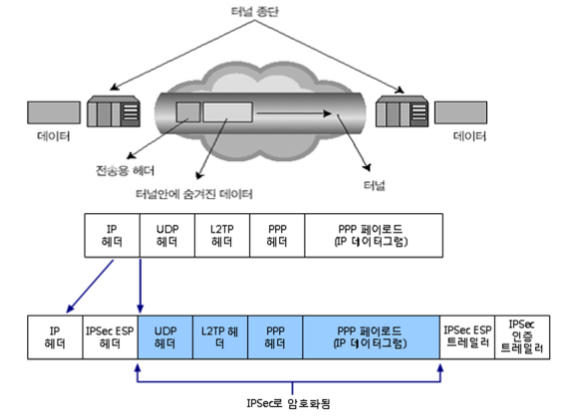 터널 종단
데이터
데이터
전송용 헤더
터널안에 숨겨진 데이터
터널
IP
헤더
UDP
헤더
L2TP
헤더
PPP
헤더
PPP 페이로드
(IP 데이터그램)
IP
헤더
IPSec ESP
헤더
UDP
헤더
L2TP 헤
더
PPP
헤더
PPP 페이로드
(IP 데이터그램)
IPSec ESP
트레일러
IPSec
인증
트레일러
IPSec로 암호화됨